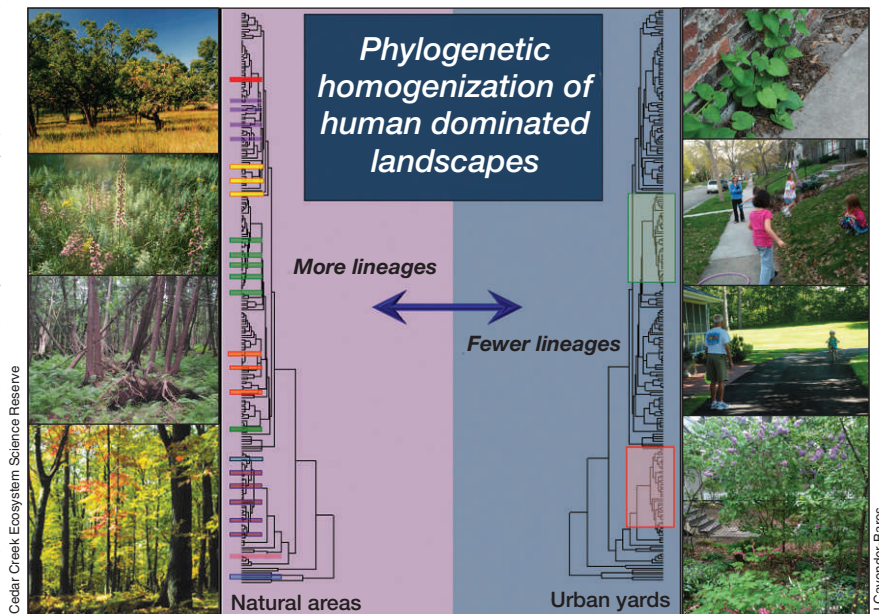 Phylogenetic
homogenization of
human dominated
landscapes
More lineages
Fewer lineages
Natural areas
Urban yards
Cedar Creek Ecosystem Science Reserve